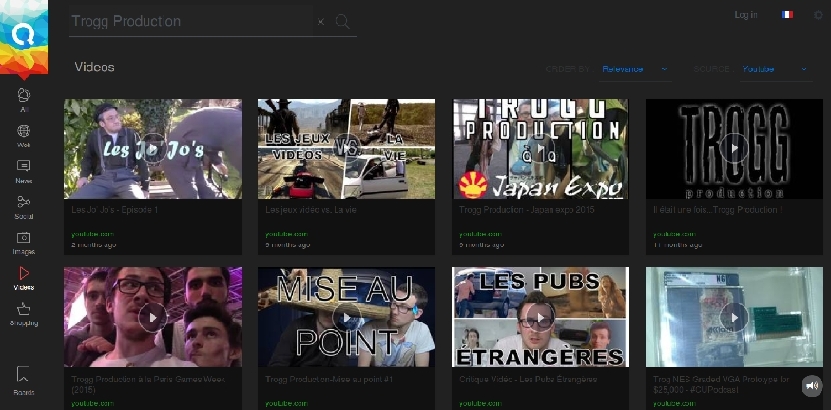 Trogg Production ×
Log in
Videos
ORDER BY Relevance
SOURCE Youtube
All
Web
News
Social
Images
Videos
Shopping
Boards
Les Jo'Jo's
LES JEUX VIDÉOS VS LA VIE
TROGG
PRODUCTION
à la
Japan Expo
TROGG
production
Les Jo' Jo's - Episode 1
youtube.com
2 months ago
Les jeux vidéo vs. La vie
youtube.com
9 months ago
Trogg Production - Japan expo 2015
youtube.com
9 months ago
Il était une fois...Trogg Production !
youtube.com
11 months ago
MISE AU
POINT
LES PUBS
ÉTRANGÈRES
Trogg Production à la Paris Games Week
(2015)
youtube.com
Trogg Production-Mise au point #1
youtube.com
Critique Vidéo - Les Pubs Étrangères
youtube.com
Trog NES Graded VGA Prototype for
$25,000 - #CUPodcast
youtube.com